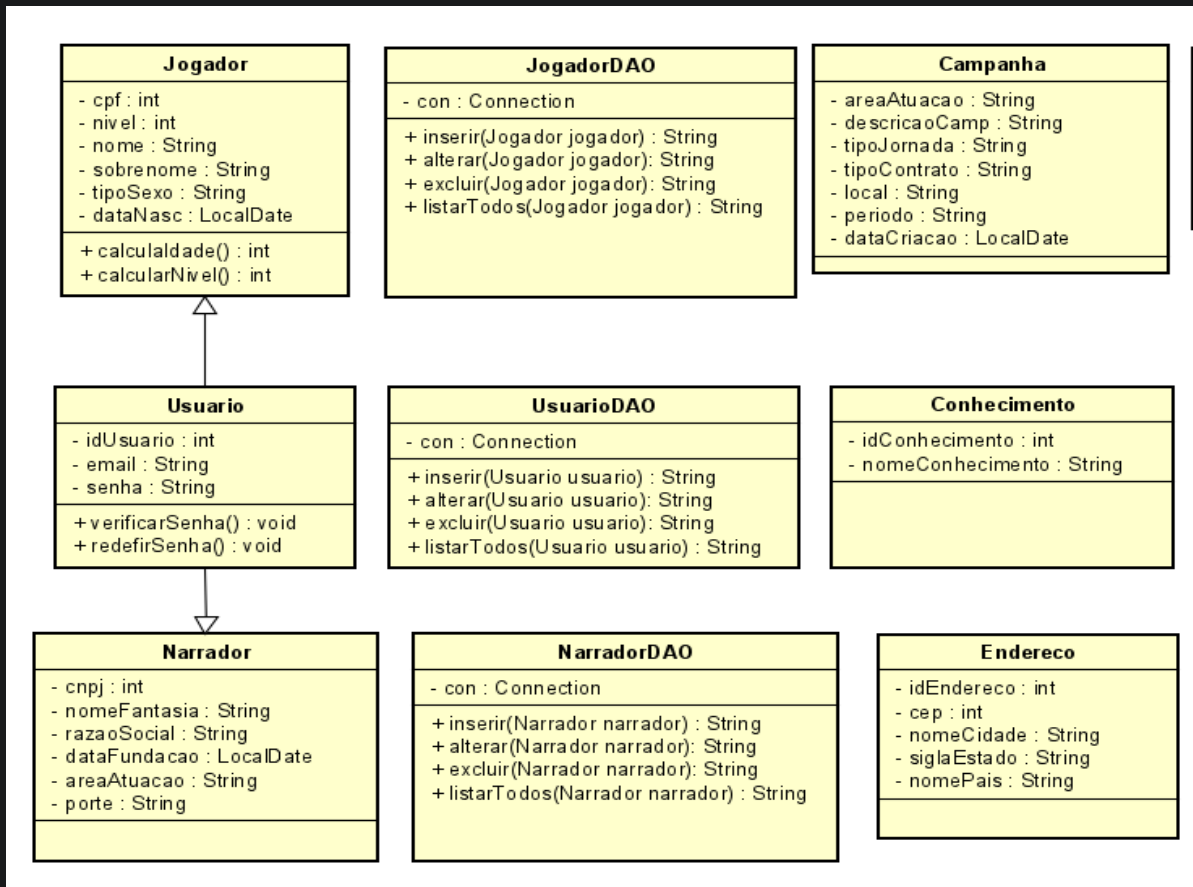 Jogador
- cpf : int
- nivel : int
- nome : String
- sobrenome : String
- tipoSexo : String
- dataNasc : LocalDate
+ calculaIdade() : int
+ calcularNivel() : int
JogadorDAO
- con : Connection
+ inserir(Jogador jogador) : String
+ alterar(Jogador jogador): String
+ excluir(Jogador jogador): String
+ listarTodos(Jogador jogador) : String
Campanha
- areaAtuacao : String
- descricaoCamp : String
- tipoJornada : String
- tipoContrato : String
- local : String
- periodo : String
- dataCriacao : LocalDate
Usuario
- idUsuario : int
- email : String
- senha : String
+ verificarSenha() : void
+ redefirSenha() : void
UsuarioDAO
- con : Connection
+ inserir(Usuario usuario) : String
+ alterar(Usuario usuario): String
+ excluir(Usuario usuario): String
+ listarTodos(Usuario usuario) : String
Conhecimento
- idConhecimento : int
- nomeConhecimento : String
Narrador
- cnpj : int
- nomeFantasia : String
- razaoSocial : String
- dataFundacao : LocalDate
- areaAtuacao : String
- porte : String
NarradorDAO
- con : Connection
+ inserir(Narrador narrador) : String
+ alterar(Narrador narrador): String
+ excluir(Narrador narrador): String
+ listarTodos(Narrador narrador) : String
Endereco
- idEndereco : int
- cep : int
- nomeCidade : String
- siglaEstado : String
- nomePais : String